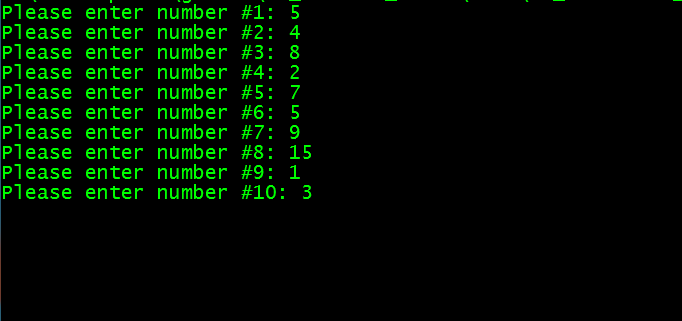 Please enter number #1: 5
Please enter number #2: 4
Please enter number #3: 8
Please enter number #4: 2
Please enter number #5: 7
Please enter number #6: 5
Please enter number #7: 9
Please enter number #8: 15
Please enter number #9: 1
Please enter number #10: 3